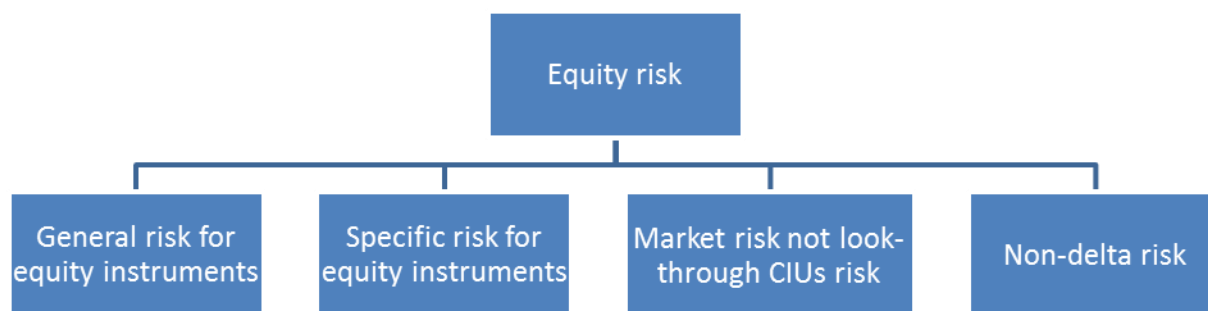 Equity risk
General risk for
equity instruments
Specific risk for
equity instruments
Market risk not look-
through CIUs risk
Non-delta risk